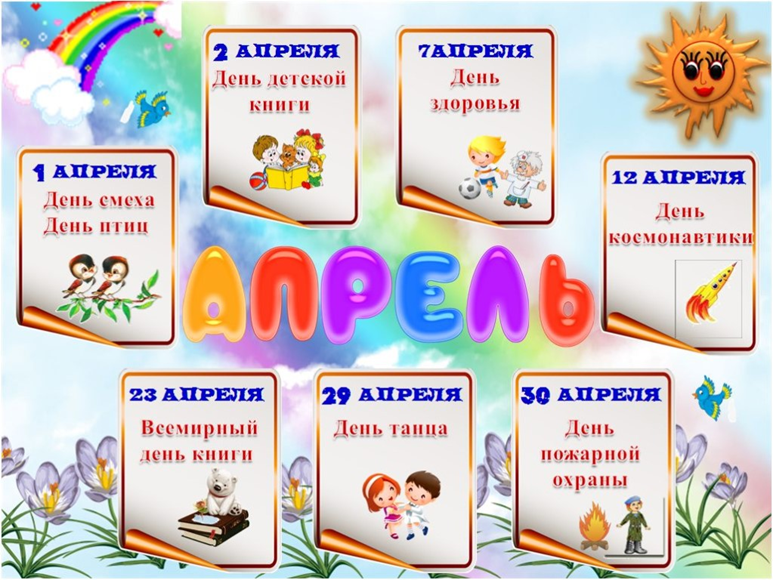 1 АПРЕЛЯ
День смеха
День птиц
2 АПРЕЛЯ
День детской
книги
7АПРЕЛЯ
День
здоровья
12 АПРЕЛЯ
День
космонавтики
АПРЕЛЬ
23 АПРЕЛЯ
Всемирный
день книги
29 АПРЕЛЯ
День танца
30 АПРЕЛЯ
День
пожарной
охраны